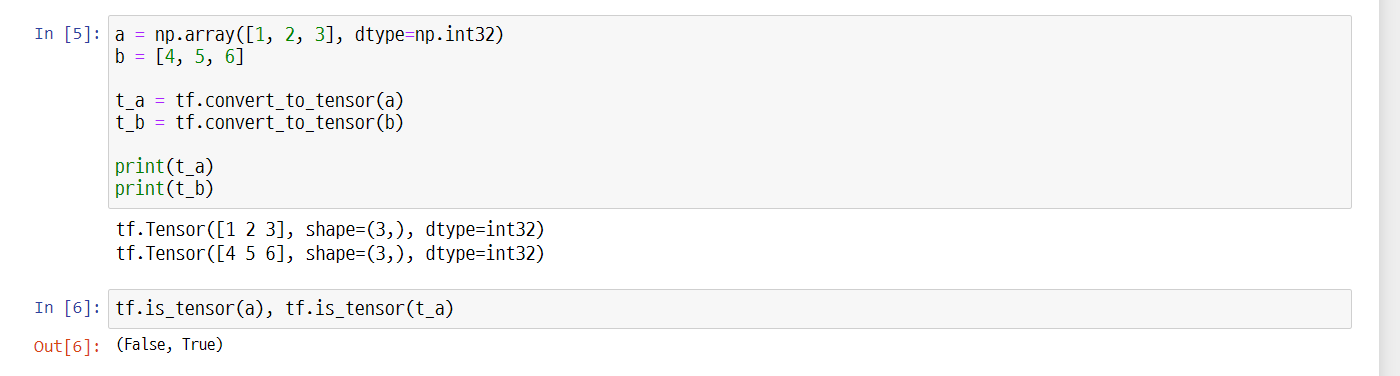 In [5]: a = np.array([1, 2, 3], dtype=np.int32)
b = [4, 5, 6]
t_a = tf.convert_to_tensor(a)
t_b = tf.convert_to_tensor(b)
print(t_a)
print(t_b)
tf.Tensor([1 2 3], shape=(3,), dtype=int32)
tf.Tensor([4 5 6], shape=(3,), dtype=int32)
In [6]: tf.is_tensor(a), tf.is_tensor(t_a)
Out[6]: (False, True)